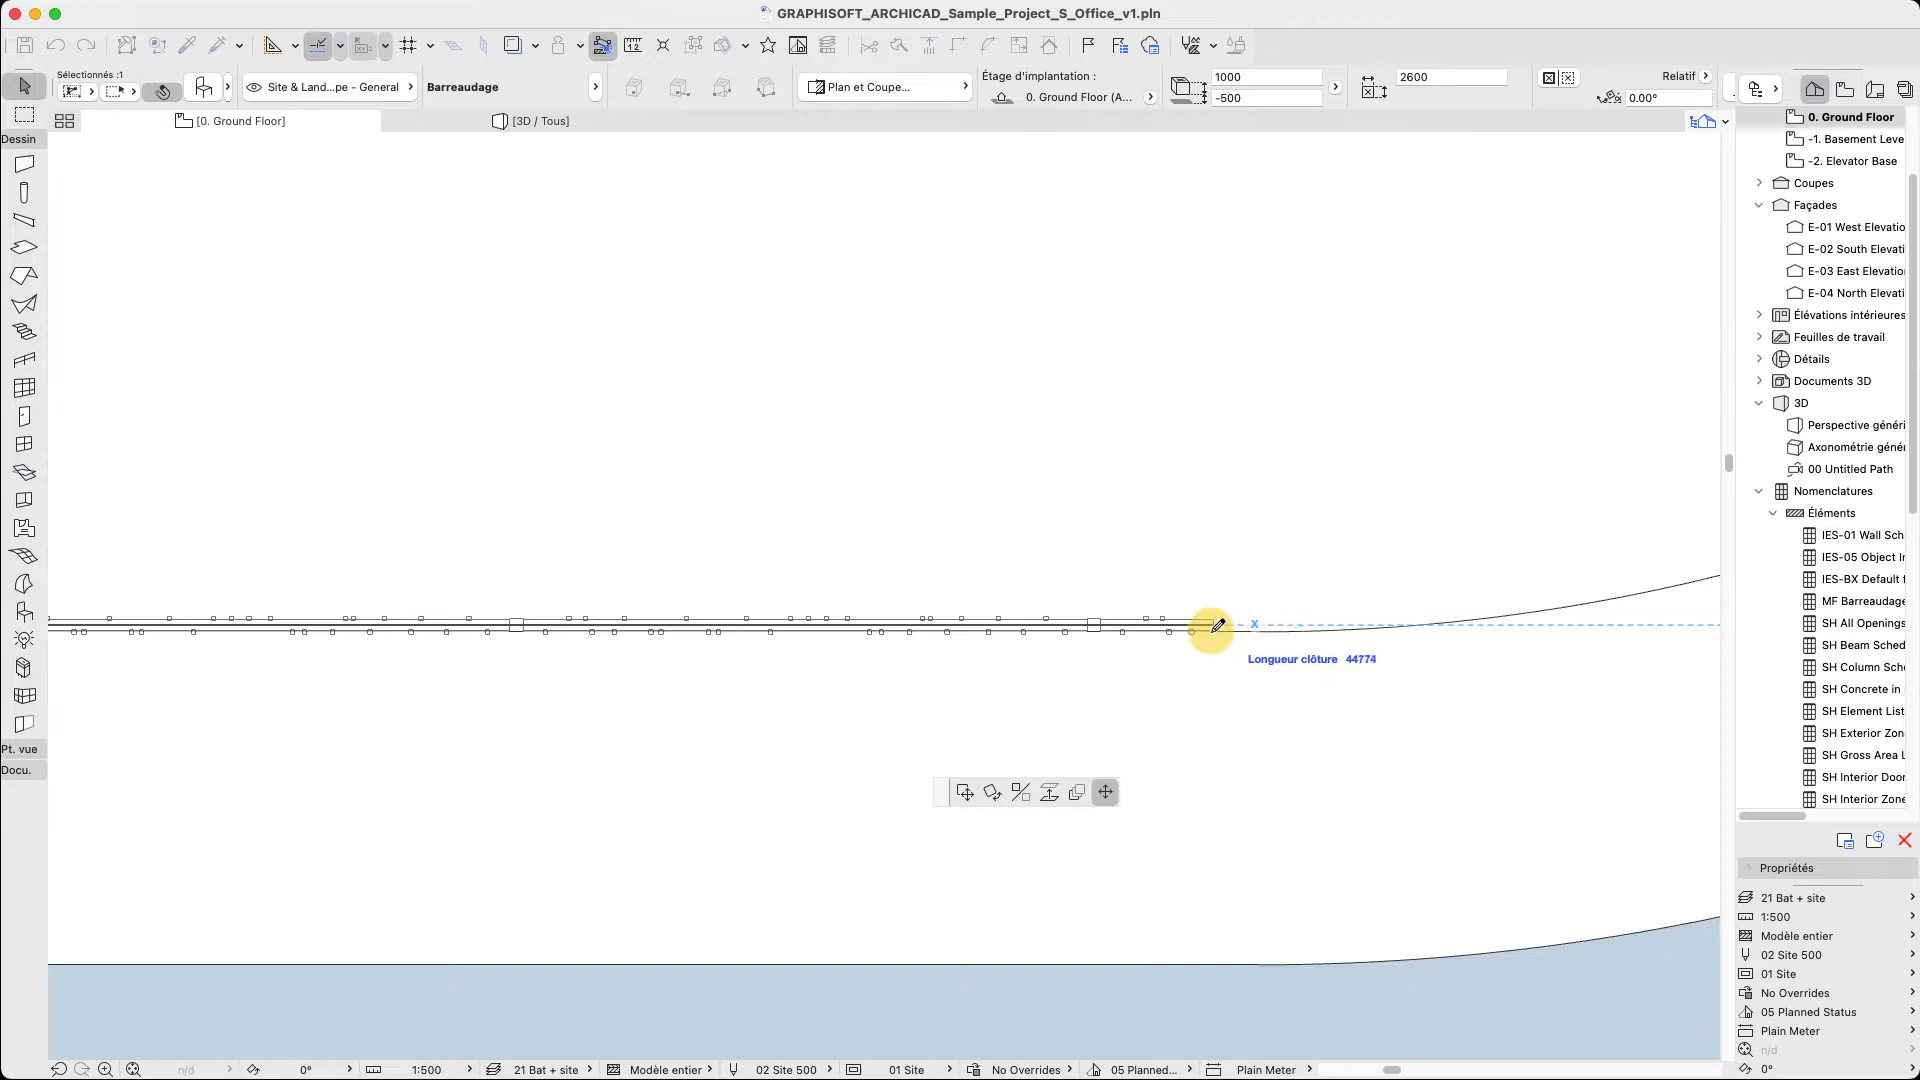 GRAPHISOFT_ARCHICAD_Sample_Project_S_Office_v1.pln
Sélectionnés :1
Site & Land...pe - General
Barreaudage
Plan et Coupe...
Étage d'implantation :
0. Ground Floor (A...
1000
-500
2600
Relatif
0.00°
[0. Ground Floor]
[3D / Tous]
Dessin
Pt. vue
Docu.
X
Longueur clôture 44774
0. Ground Floor
-1. Basement Leve
-2. Elevator Base
Coupes
Façades
E-01 West Elevatio
E-02 South Elevati
E-03 East Elevatio
E-04 North Elevati
Élévations intérieures
Feuilles de travail
Détails
Documents 3D
3D
Perspective génér
Axonométrie géné
00 Untitled Path
Nomenclatures
Éléments
IES-01 Wall Sch
IES-05 Object I
IES-BX Default
MF Barreaudage
SH All Openings
SH Beam Sched
SH Column Sche
SH Concrete in
SH Element List
SH Exterior Zon
SH Gross Area L
SH Interior Door
SH Interior Zone
Propriétés
21 Bat + site
1:500
Modèle entier
02 Site 500
01 Site
No Overrides
05 Planned Status
Plain Meter
n/d
0°
n/d
0°
1:500
21 Bat + site
Modèle entier
02 Site 500
01 Site
No Overrides
05 Planned...
Plain Meter